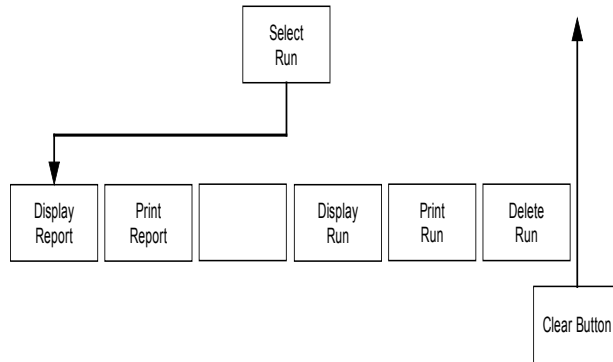 Select
Run
Display
Report
Print
Report
Display
Run
Print
Run
Delete
Run
Clear Button